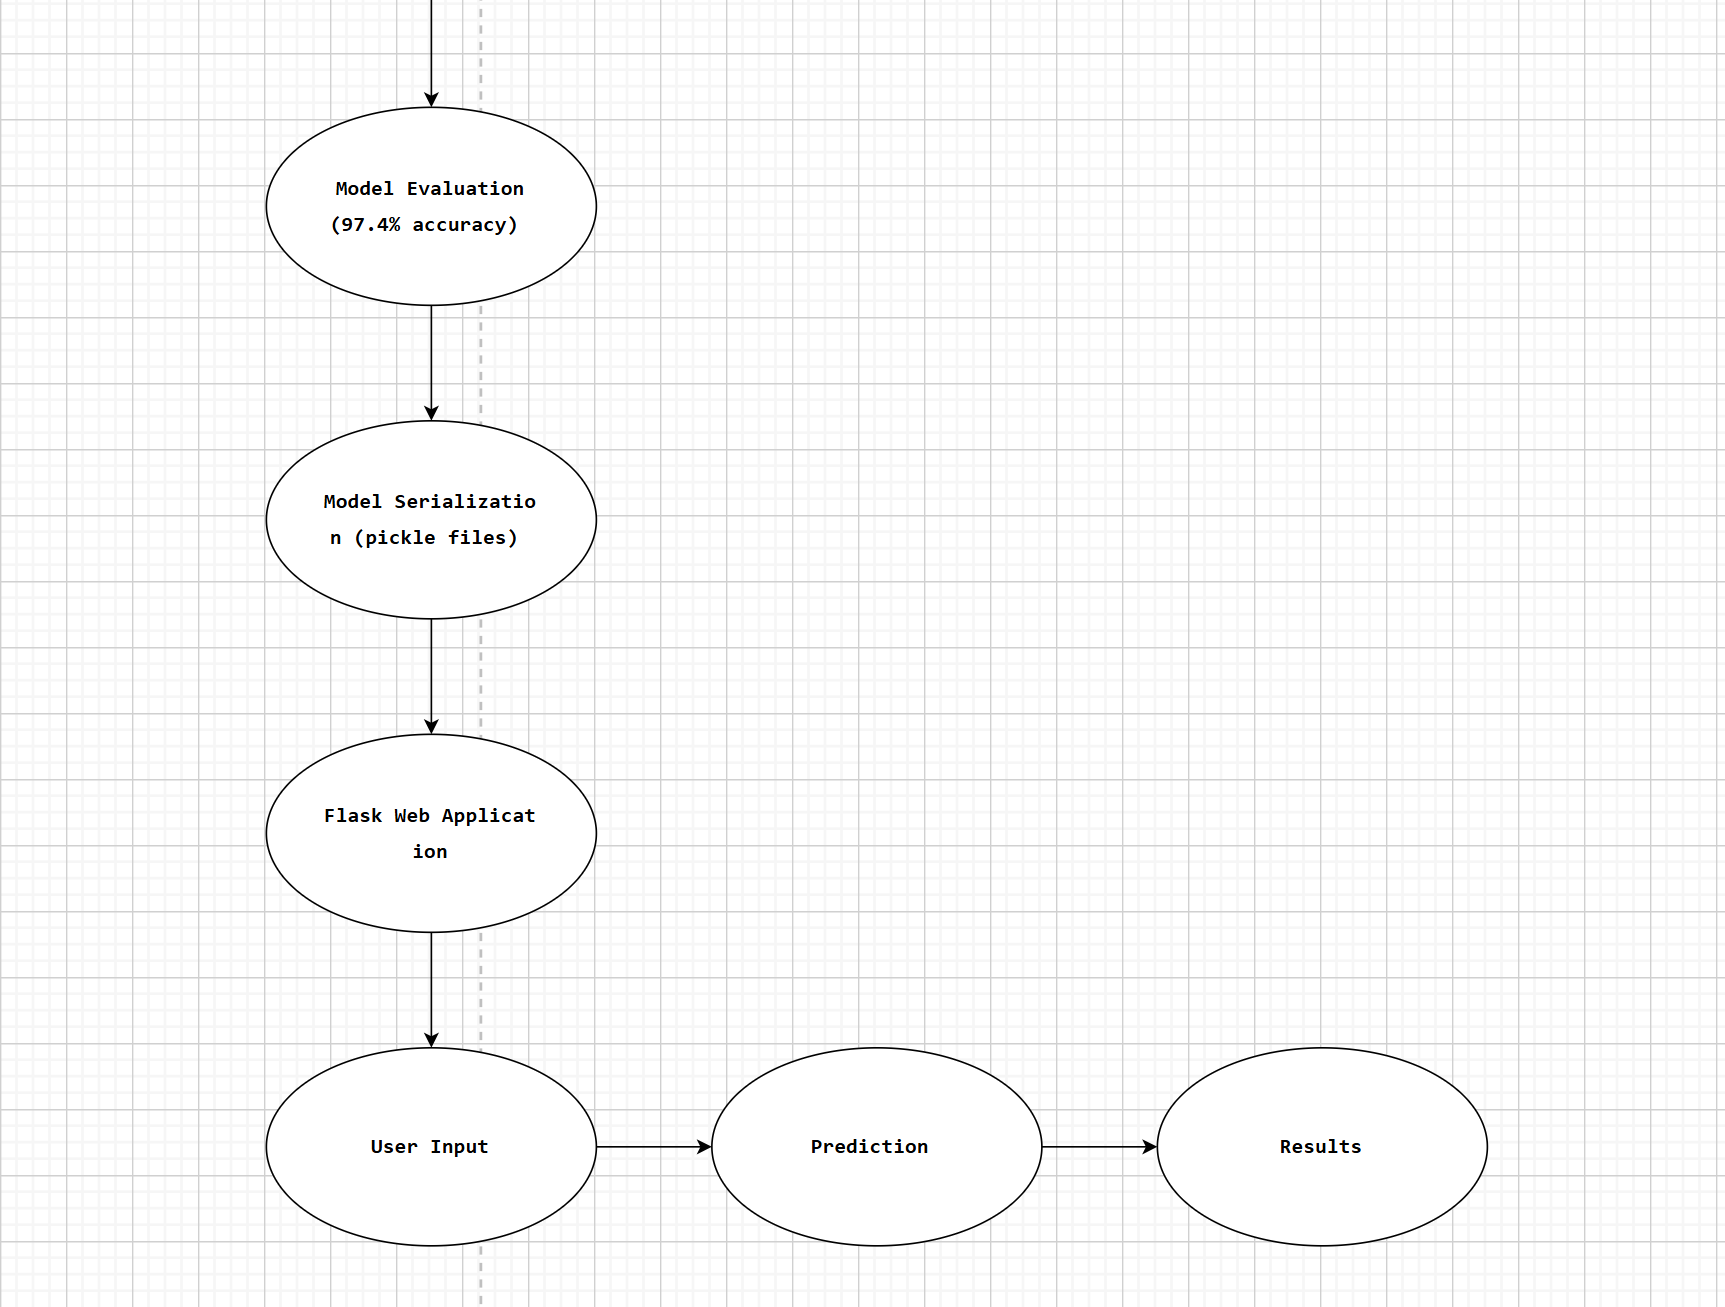 Model Evaluation
(97.4% accuracy)
Model Serializatio
n (pickle files)
Flask Web Applicat
ion
User Input
Prediction
Results